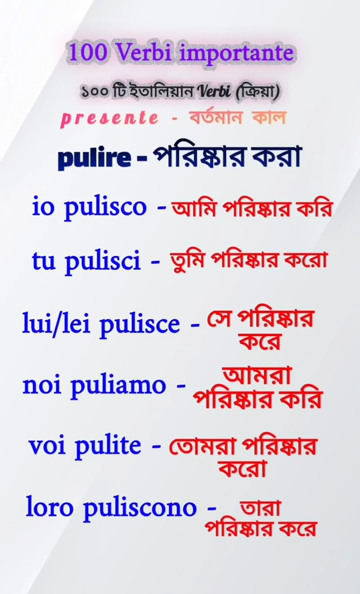 100 Verbi importante
১০০ টি ইতালিয়ান Verbi (ক্রিয়া)
presente - বর্তমান কাল
pulire - পরিষ্কার করা
io pulisco - আমি পরিষ্কার করি
tu pulisci - তুমি পরিষ্কার করো
lui/lei pulisce - সে পরিষ্কার
করে
noi puliamo - আমরা
পরিষ্কার করি
voi pulite - তোমরা পরিষ্কার
করো
loro puliscono - তারা
পরিষ্কার করে